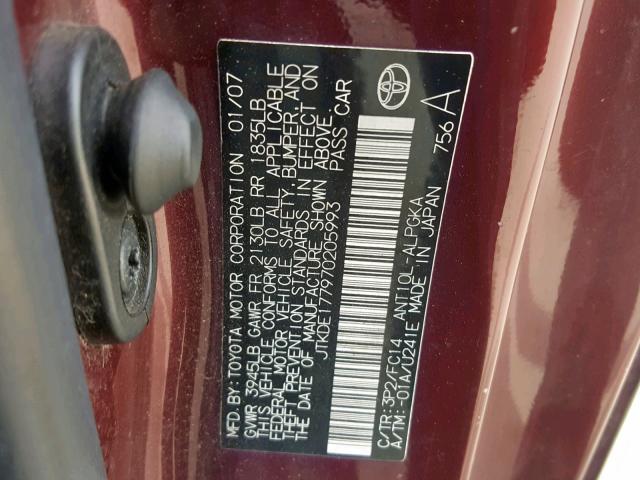 MFD. BY: TOYOTA MOTOR CORPORATION 01/07
GVWR 3945LB GAWR FR 2130LB RR 1835LB
THIS VEHICLE CONFORMS TO ALL APPLICABLE
FEDERAL MOTOR VEHICLE SAFETY, BUMPER, AND
THEFT PREVENTION STANDARDS IN EFFECT ON
THE DATE OF MANUFACTURE SHOWN ABOVE.
JTKDE177970205993 PASS CAR
C/TR:3P2/FC14 ANT10L-ALPGKA
A/TM:-01A/U241E MADE IN JAPAN 756A